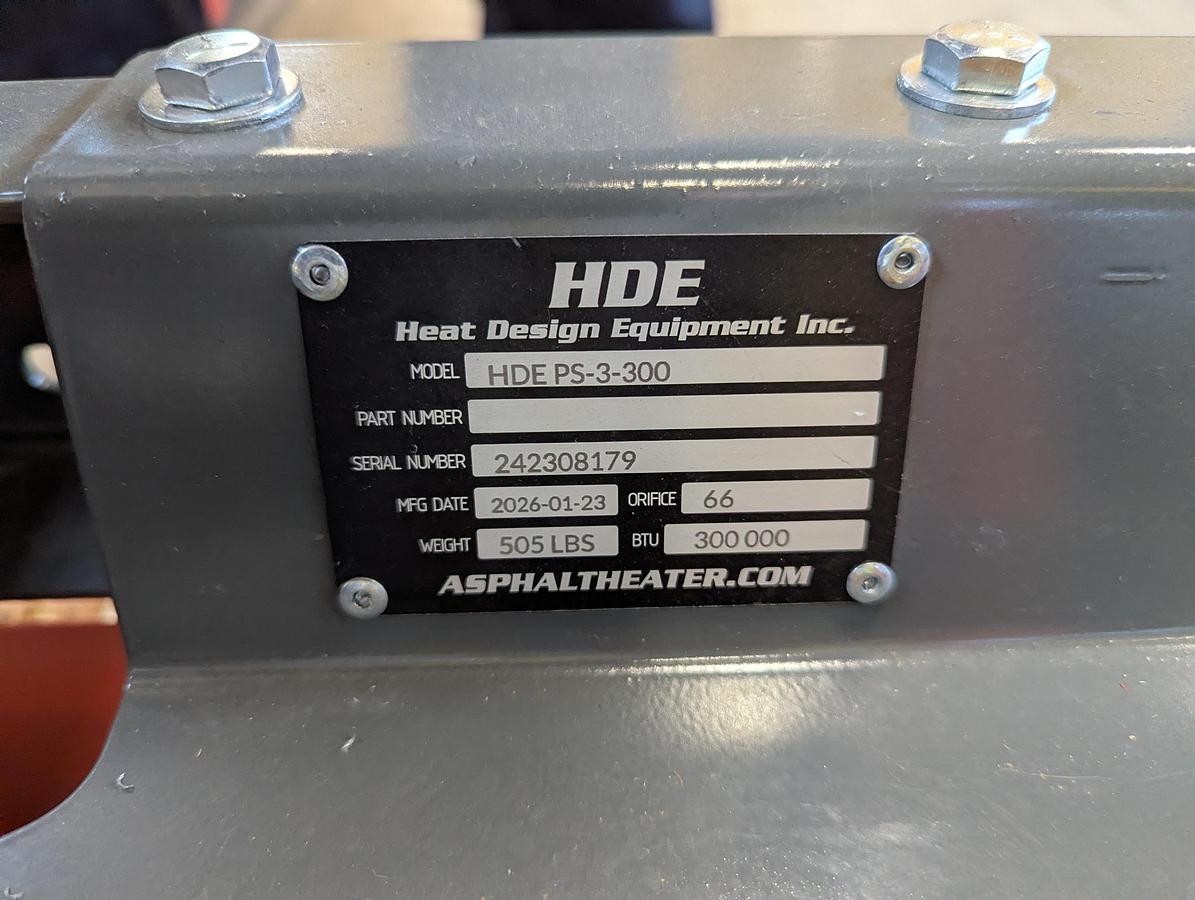 HDE
Heat Design Equipment Inc.
MODEL HDE PS-3-300
PART NUMBER
SERIAL NUMBER 242308179
MFG DATE 2026-01-23 ORIFICE 66
WEIGHT 505 LBS BTU 300 000
ASPHALTHEATER.COM